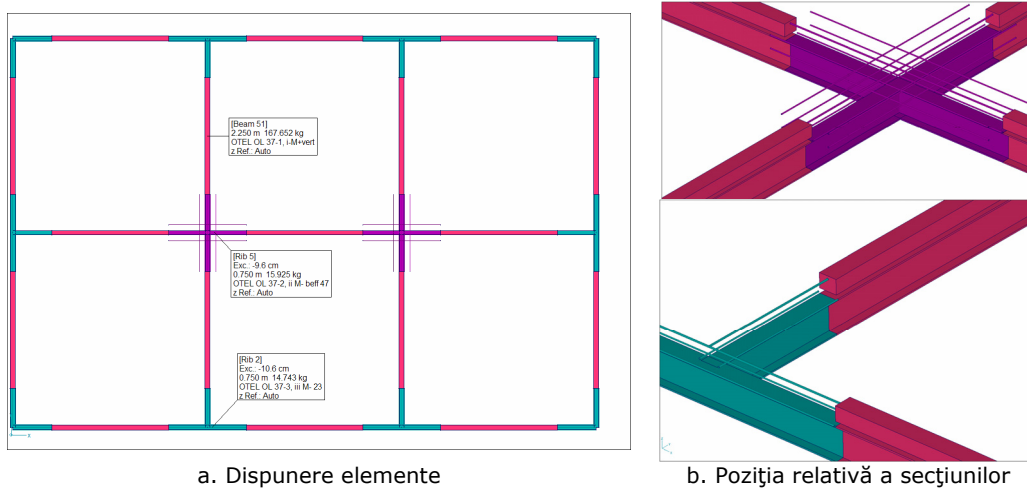 [Beam 51]
2.250 m 167.652 kg
OTEL OL 37-1, i-M+vert
z Ref.: Auto
[Rib 5]
Exc.: -9.6 cm
0.750 m 15.925 kg
OTEL OL 37-2, ii M- beff 47
z Ref.: Auto
[Rib 2]
Exc.: -10.6 cm
0.750 m 14.743 kg
OTEL OL 37-3, iii M- 23
z Ref.: Auto
a. Dispunere elemente
b. Poziţia relativă a secţiunilor